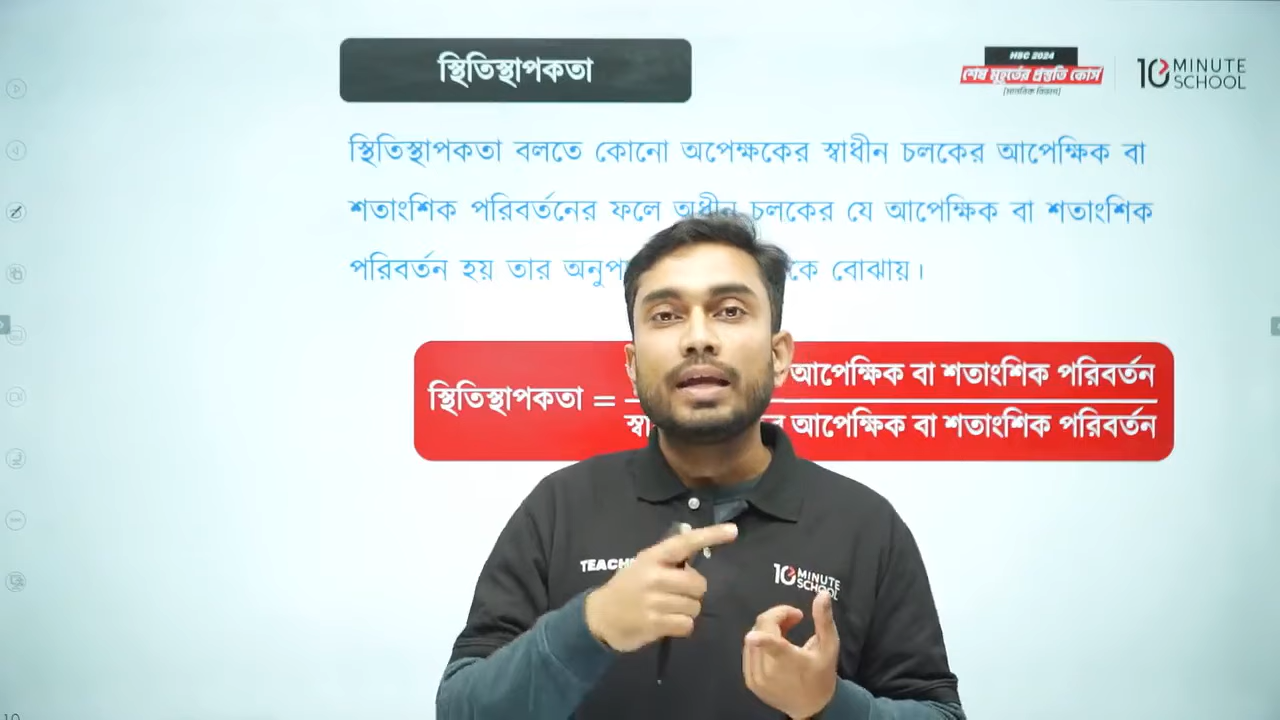 স্থিতিস্থাপকতা
HSC 2024
শেষ মুহূর্তের প্রস্তুতি কোর্স
[মানবিক বিভাগ]
10 MINUTE SCHOOL
স্থিতিস্থাপকতা বলতে কোনো অপেক্ষকের স্বাধীন চলকের আপেক্ষিক বা
শতাংশিক পরিবর্তনের ফলে অধীন চলকের যে আপেক্ষিক বা শতাংশিক
পরিবর্তন হয় তার বোঝায়।
আপেক্ষিক বা শতাংশিক পরিবর্তন
স্থিতিস্থাপকতা =
আপেক্ষিক বা শতাংশিক পরিবর্তন
10 MINUTE SCHOOL